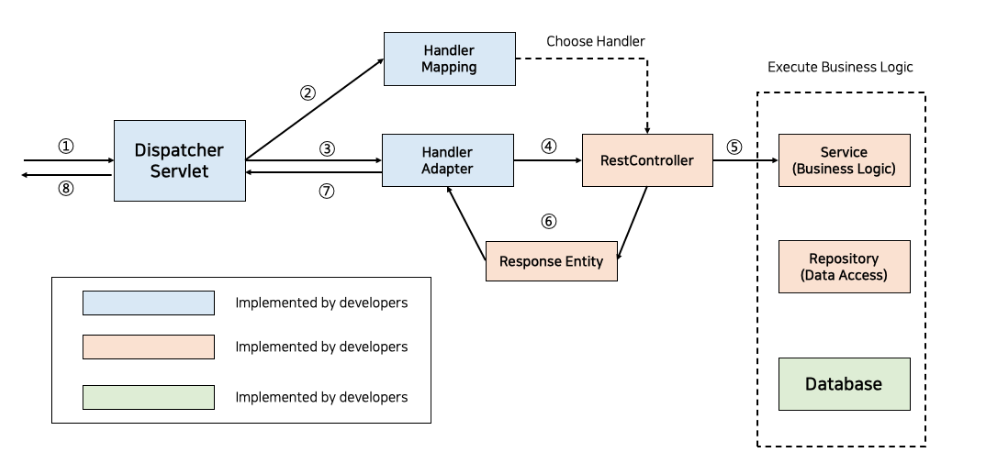 Handler
Mapping
Choose Handler
Execute Business Logic
②
①
Dispatcher
Servlet
③
Handler
Adapter
④
RestController
⑤
Service
(Business Logic)
⑧
⑦
⑥
Response Entity
Repository
(Data Access)
Implemented by developers
Implemented by developers
Implemented by developers
Database